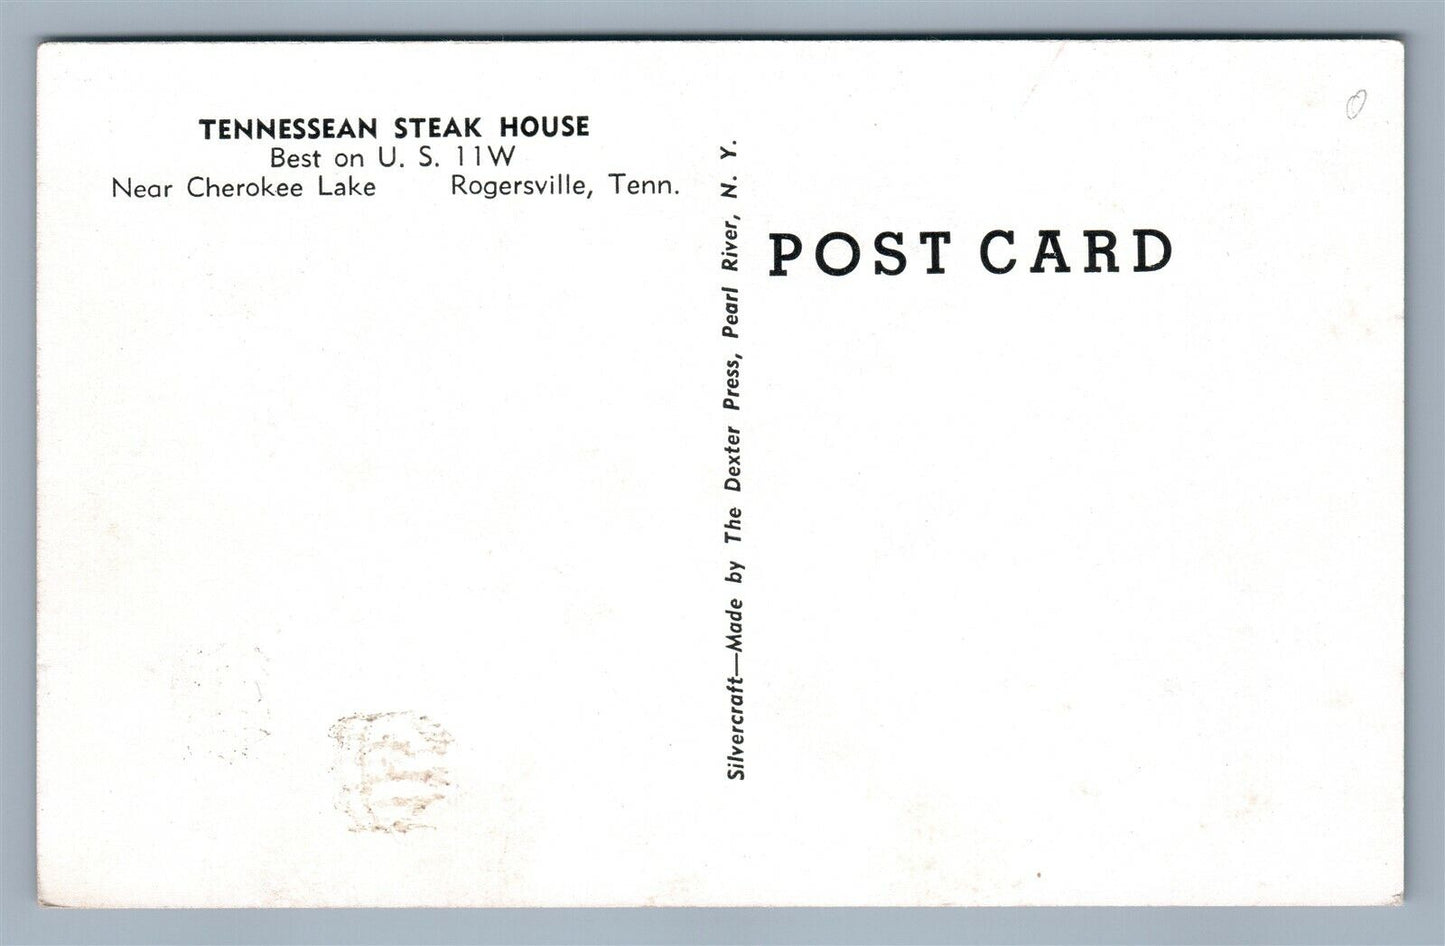 TENNESSEAN STEAK HOUSE
Best on U. S. 11W
Near Cherokee Lake Rogersville, Tenn.
Silvercraft—Made by The Dexter Press, Pearl River, N. Y.
POST CARD